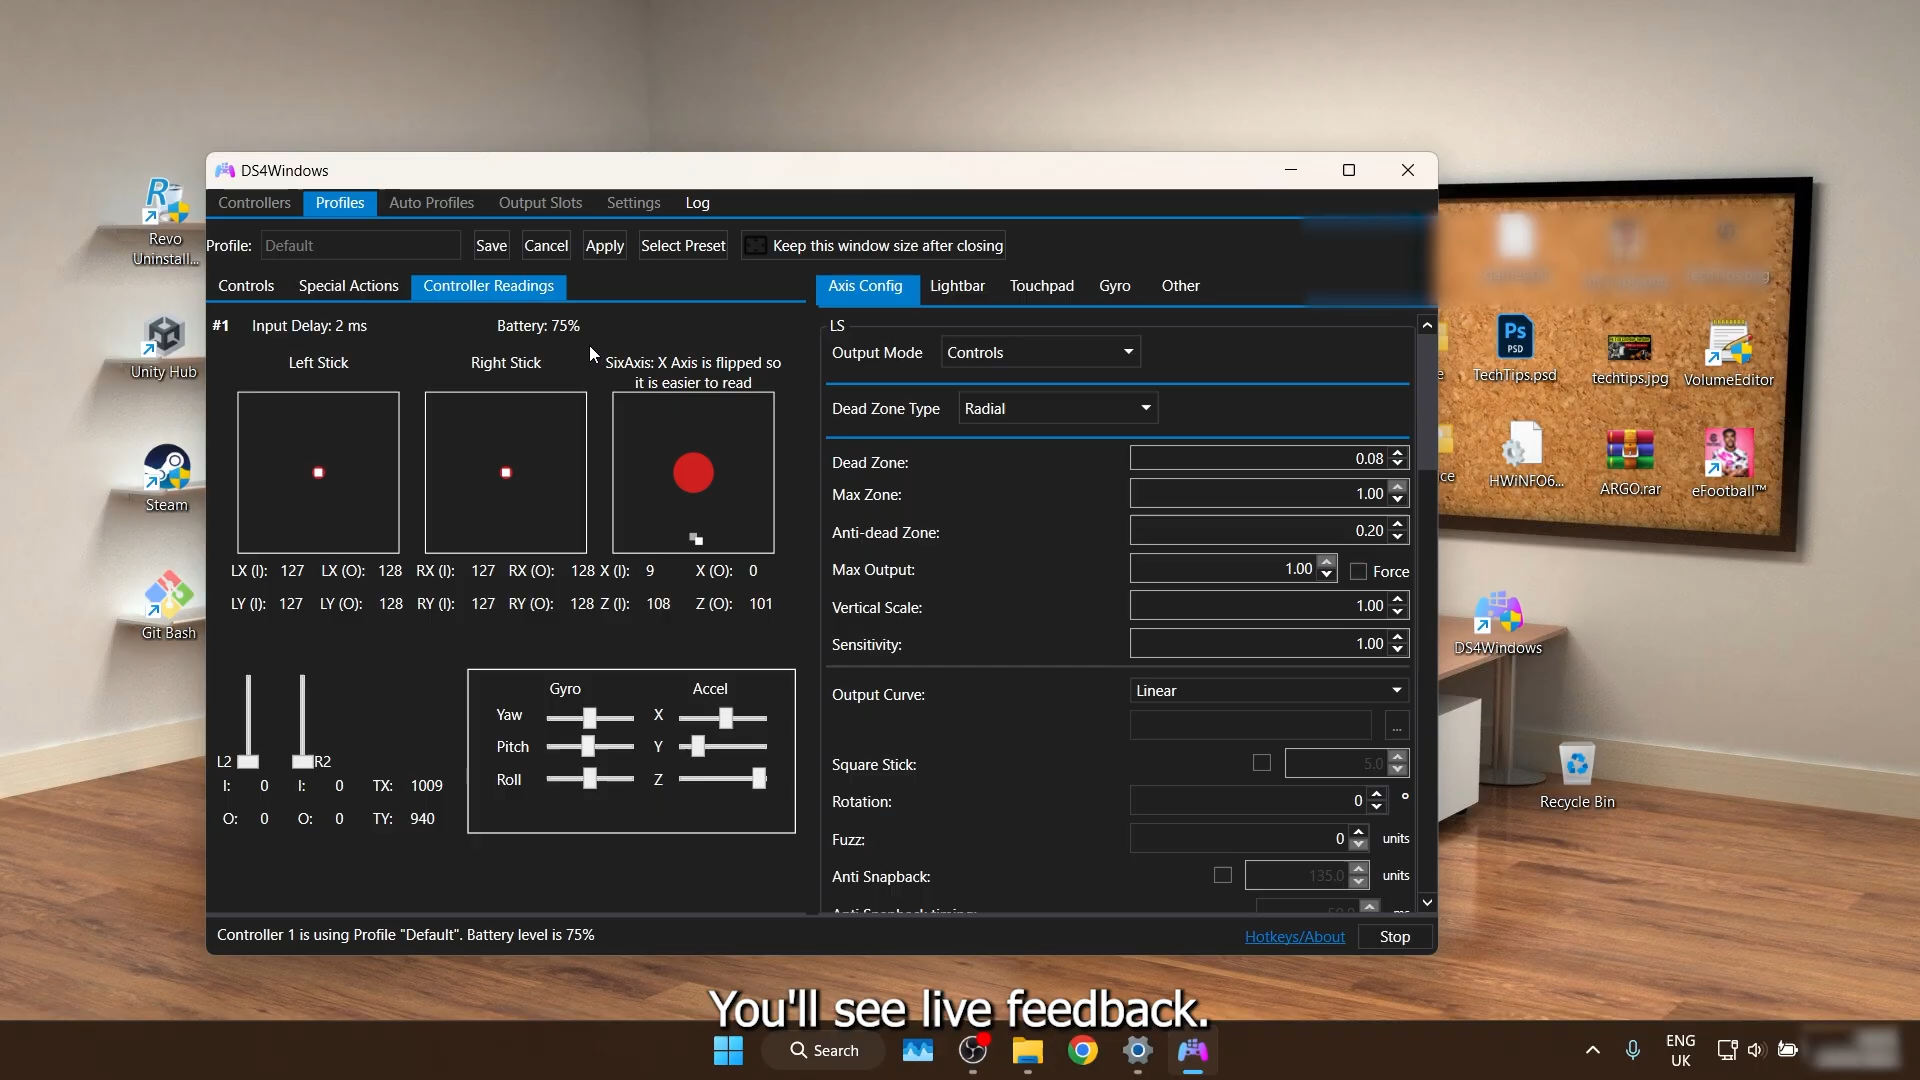 DS4Windows
Controllers Profiles Auto Profiles Output Slots Settings Log
Profile: Default Save Cancel Apply Select Preset Keep this window size after closing
Controls Special Actions Controller Readings
Axis Config Lightbar Touchpad Gyro Other
#1 Input Delay: 2 ms Battery: 75%
Left Stick Right Stick
SixAxis: X Axis is flipped so
it is easier to read
LX (I): 127 LX (O): 128 RX (I): 127 RX (O): 128 X (I): 9 X (O): 0
LY (I): 127 LY (O): 128 RY (I): 127 RY (O): 128 Z (I): 108 Z (O): 101
L2 R2
I: 0 I: 0 TX: 1009
O: 0 O: 0 TY: 940
Gyro Accel
Yaw X
Pitch Y
Roll Z
LS
Output Mode Controls
Dead Zone Type Radial
Dead Zone: 0.08
Max Zone: 1.00
Anti-dead Zone: 0.20
Max Output: 1.00 Force
Vertical Scale: 1.00
Sensitivity: 1.00
Output Curve: Linear
...
Square Stick: 5.0
Rotation: 0 °
Fuzz: 0 units
Anti Snapback: 135.0 units
Controller 1 is using Profile "Default". Battery level is 75%
Hotkeys/About Stop
Revo
Uninstall...
Unity Hub
Steam
Git Bash
Ps
PSD
TechTips.psd
techtips.jpg
VolumeEditor
HWiNFO6...
ARGO.rar
eFootball™
DS4Windows
Recycle Bin
You'll see live feedback.
Search
ENG
UK